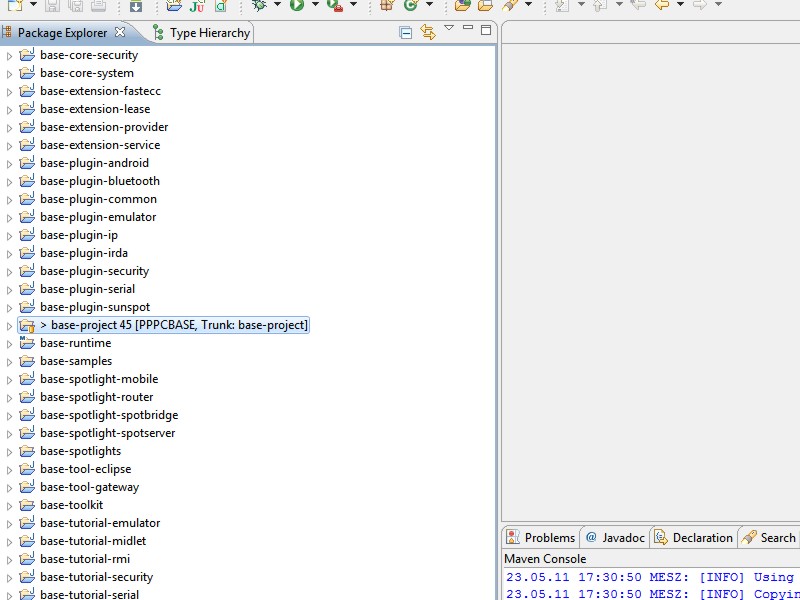 Package Explorer
Type Hierarchy
base-core-security
base-core-system
base-extension-fastecc
base-extension-lease
base-extension-provider
base-extension-service
base-plugin-android
base-plugin-bluetooth
base-plugin-common
base-plugin-emulator
base-plugin-ip
base-plugin-irda
base-plugin-security
base-plugin-serial
base-plugin-sunspot
> base-project 45 [PPPCBASE, Trunk: base-project]
base-runtime
base-samples
base-spotlight-mobile
base-spotlight-router
base-spotlight-spotbridge
base-spotlight-spotserver
base-spotlights
base-tool-eclipse
base-tool-gateway
base-toolkit
base-tutorial-emulator
base-tutorial-midlet
base-tutorial-rmi
base-tutorial-security
base-tutorial-serial
Problems @ Javadoc Declaration Search
Maven Console
23.05.11 17:30:50 MESZ: [INFO] Using
23.05.11 17:30:50 MESZ: [INFO] Copyin